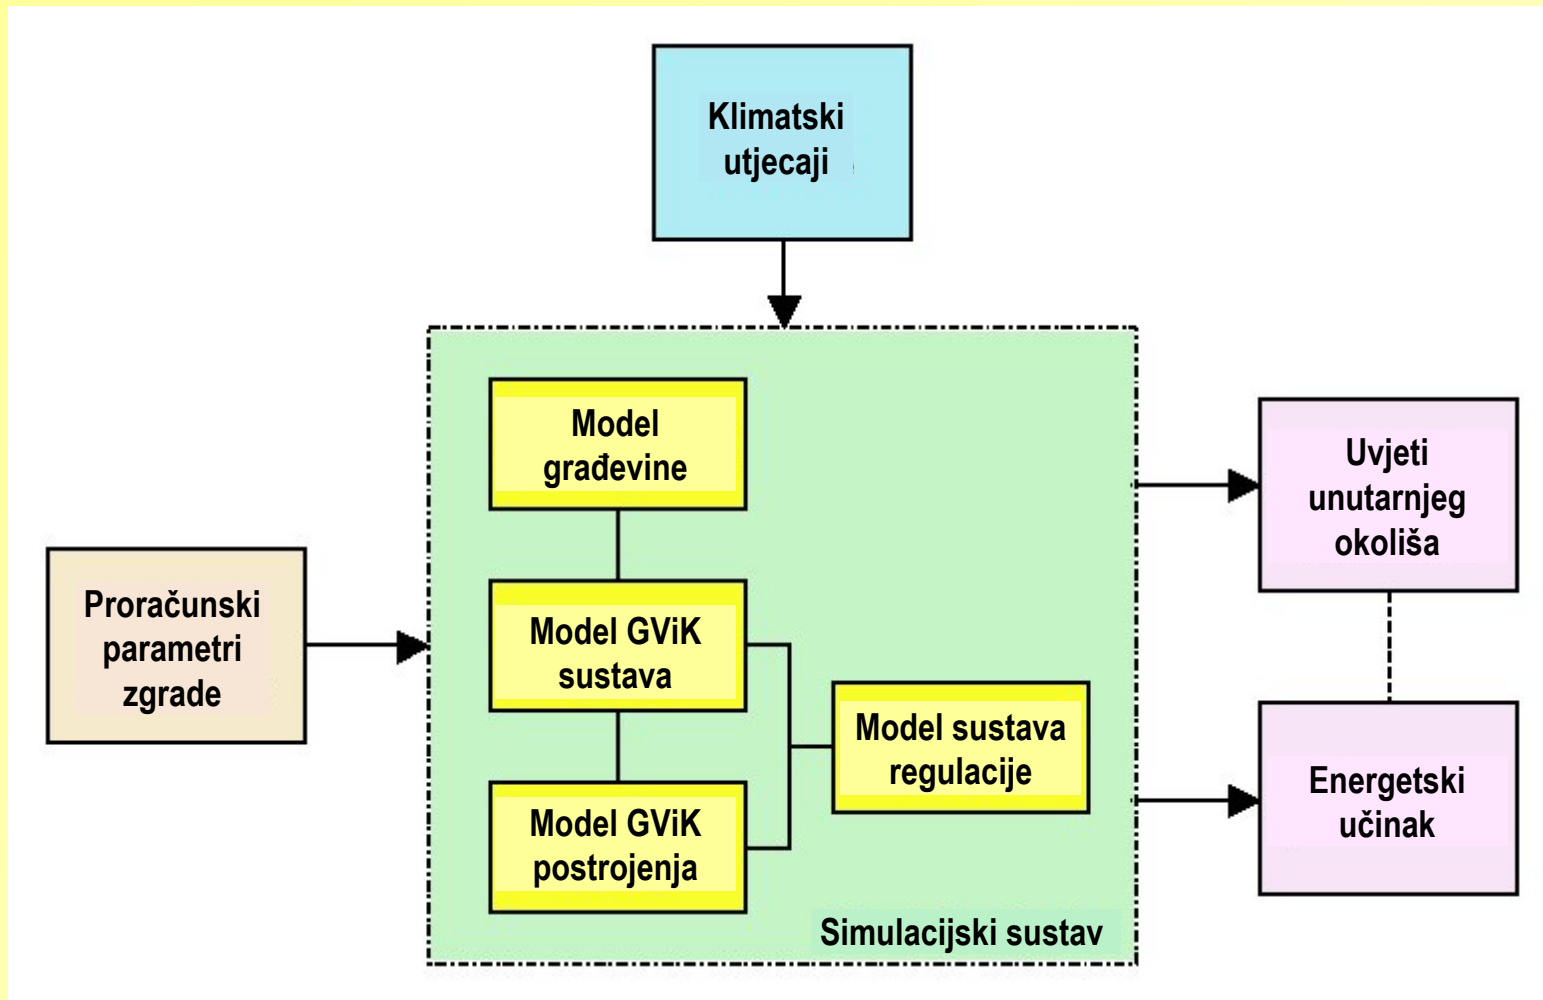 Klimatski
utjecaji
Model
građevine
Uvjeti
unutarnjeg
okoliša
Proračunski
parametri
zgrade
Model GViK
sustava
Model sustava
regulacije
Energetski
učinak
Model GViK
postrojenja
Simulacijski sustav